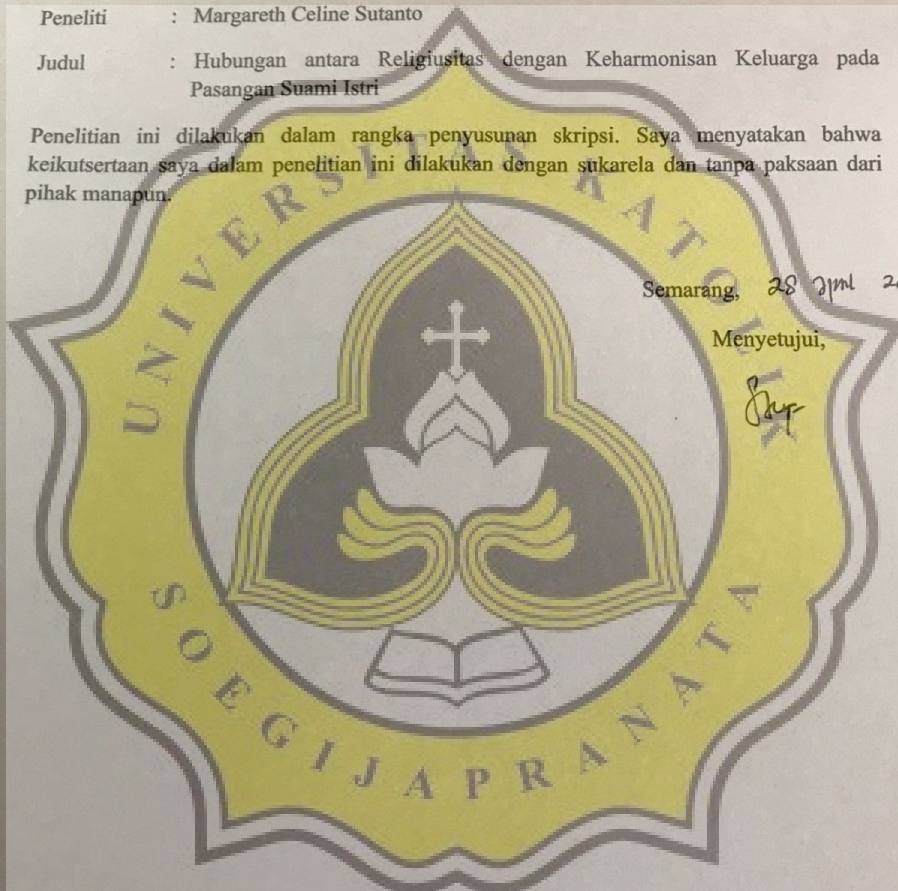 Peneliti : Margareth Celine Sutanto
Judul : Hubungan antara Religiusitas dengan Keharmonisan Keluarga pada
Pasangan Suami Istri
Penelitian ini dilakukan dalam rangka penyusunan skripsi. Saya menyatakan bahwa
keikutsertaan saya dalam penelitian ini dilakukan dengan sukarela dan tanpa paksaan dari
pihak manapun.
Semarang, 28 April
Menyetujui,
UNIVERSITAS KATOLIK
SOEGIJAPRANATA